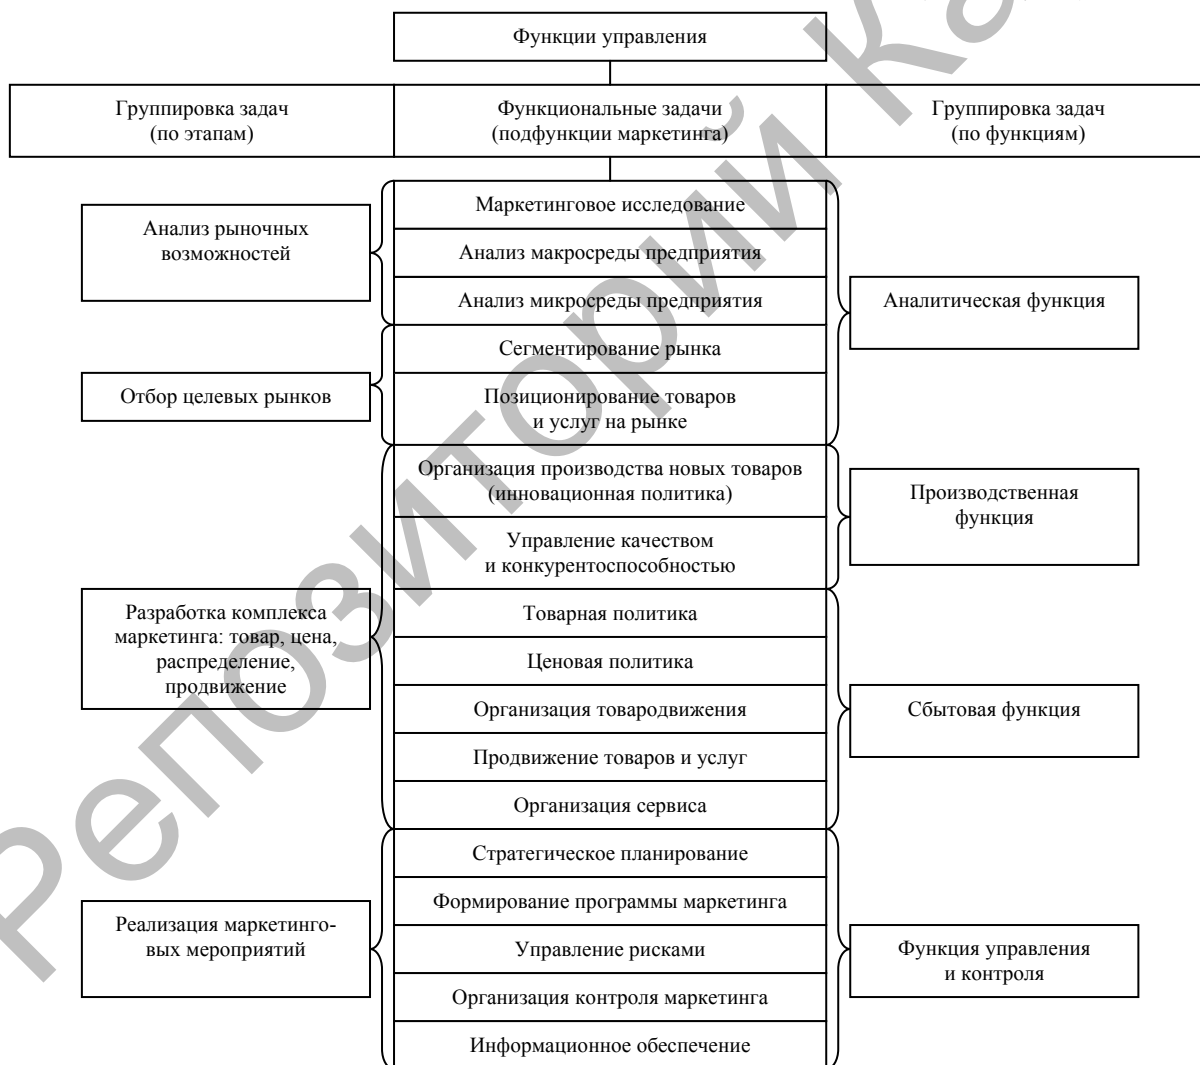 Функции управления
Группировка задач
(по этапам)
Функциональные задачи
(подфункции маркетинга)
Группировка задач
(по функциям)
Анализ рыночных
возможностей
Отбор целевых рынков
Разработка комплекса
маркетинга: товар, цена,
распределение,
продвижение
Реализация маркетинго-
вых мероприятий
Маркетинговое исследование
Анализ макросреды предприятия
Анализ микросреды предприятия
Сегментирование рынка
Позиционирование товаров
и услуг на рынке
Организация производства новых товаров
(инновационная политика)
Управление качеством
и конкурентоспособностью
Товарная политика
Ценовая политика
Организация товародвижения
Продвижение товаров и услуг
Организация сервиса
Стратегическое планирование
Формирование программы маркетинга
Управление рисками
Организация контроля маркетинга
Информационное обеспечение
Аналитическая функция
Производственная
функция
Сбытовая функция
Функция управления
и контроля
Репозиторий